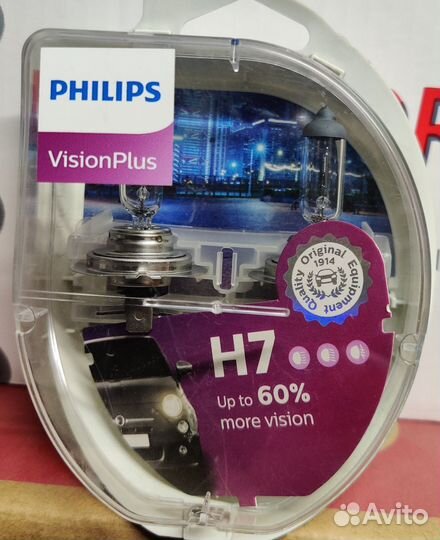 PHILIPS
VisionPlus
Quality Original Equipment
1914
H7
Up to 60%
more vision
Avito